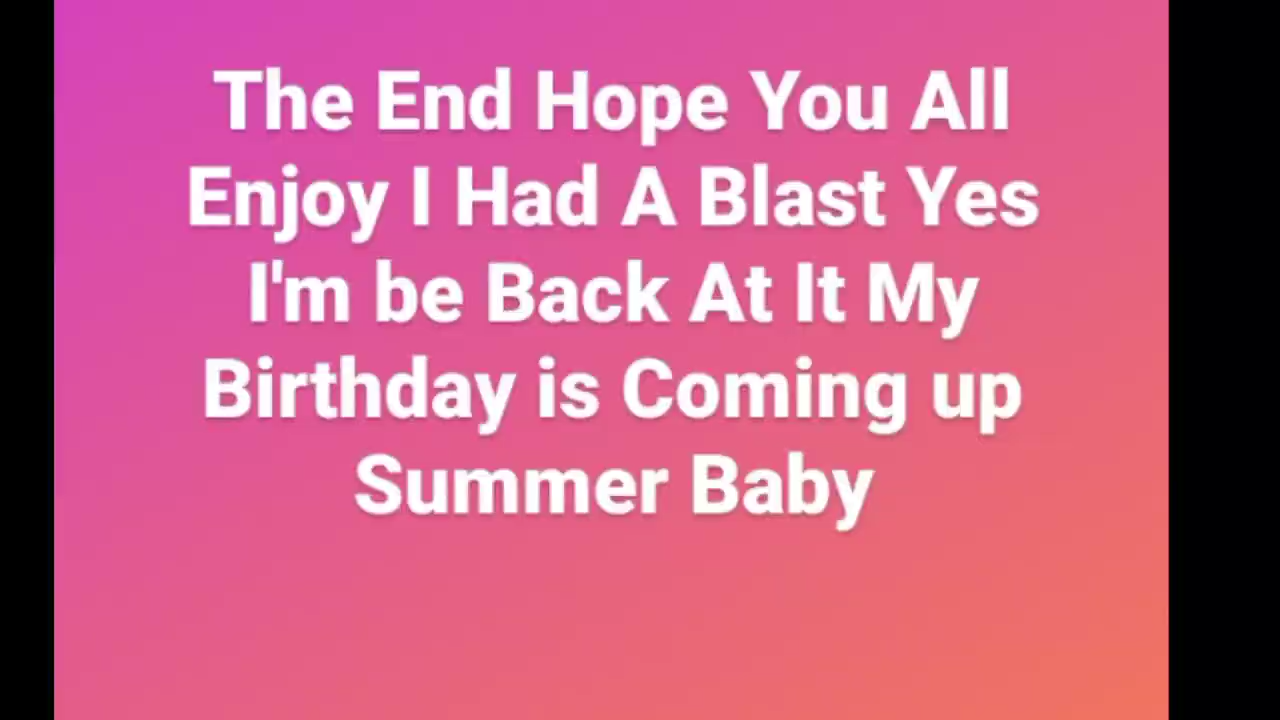 The End Hope You All
Enjoy I Had A Blast Yes
I'm be Back At It My
Birthday is Coming up
Summer Baby